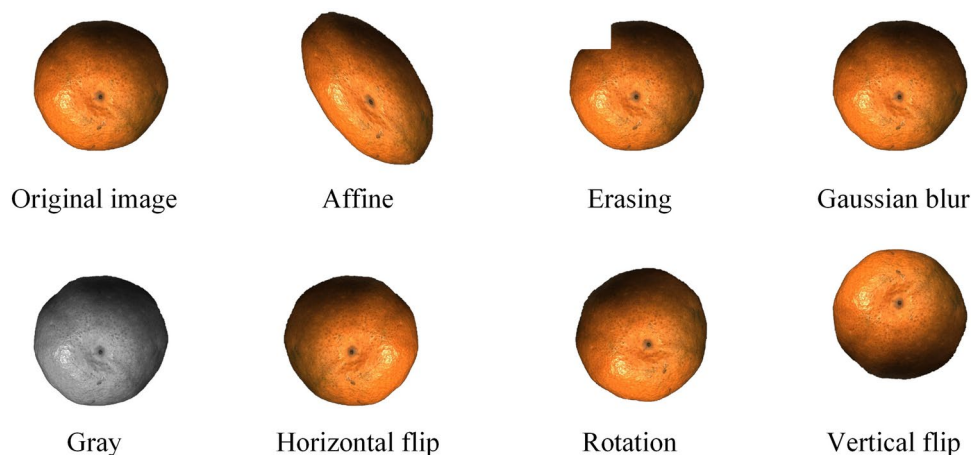 Original image
Affine
Erasing
Gaussian blur
Gray
Horizontal flip
Rotation
Vertical flip